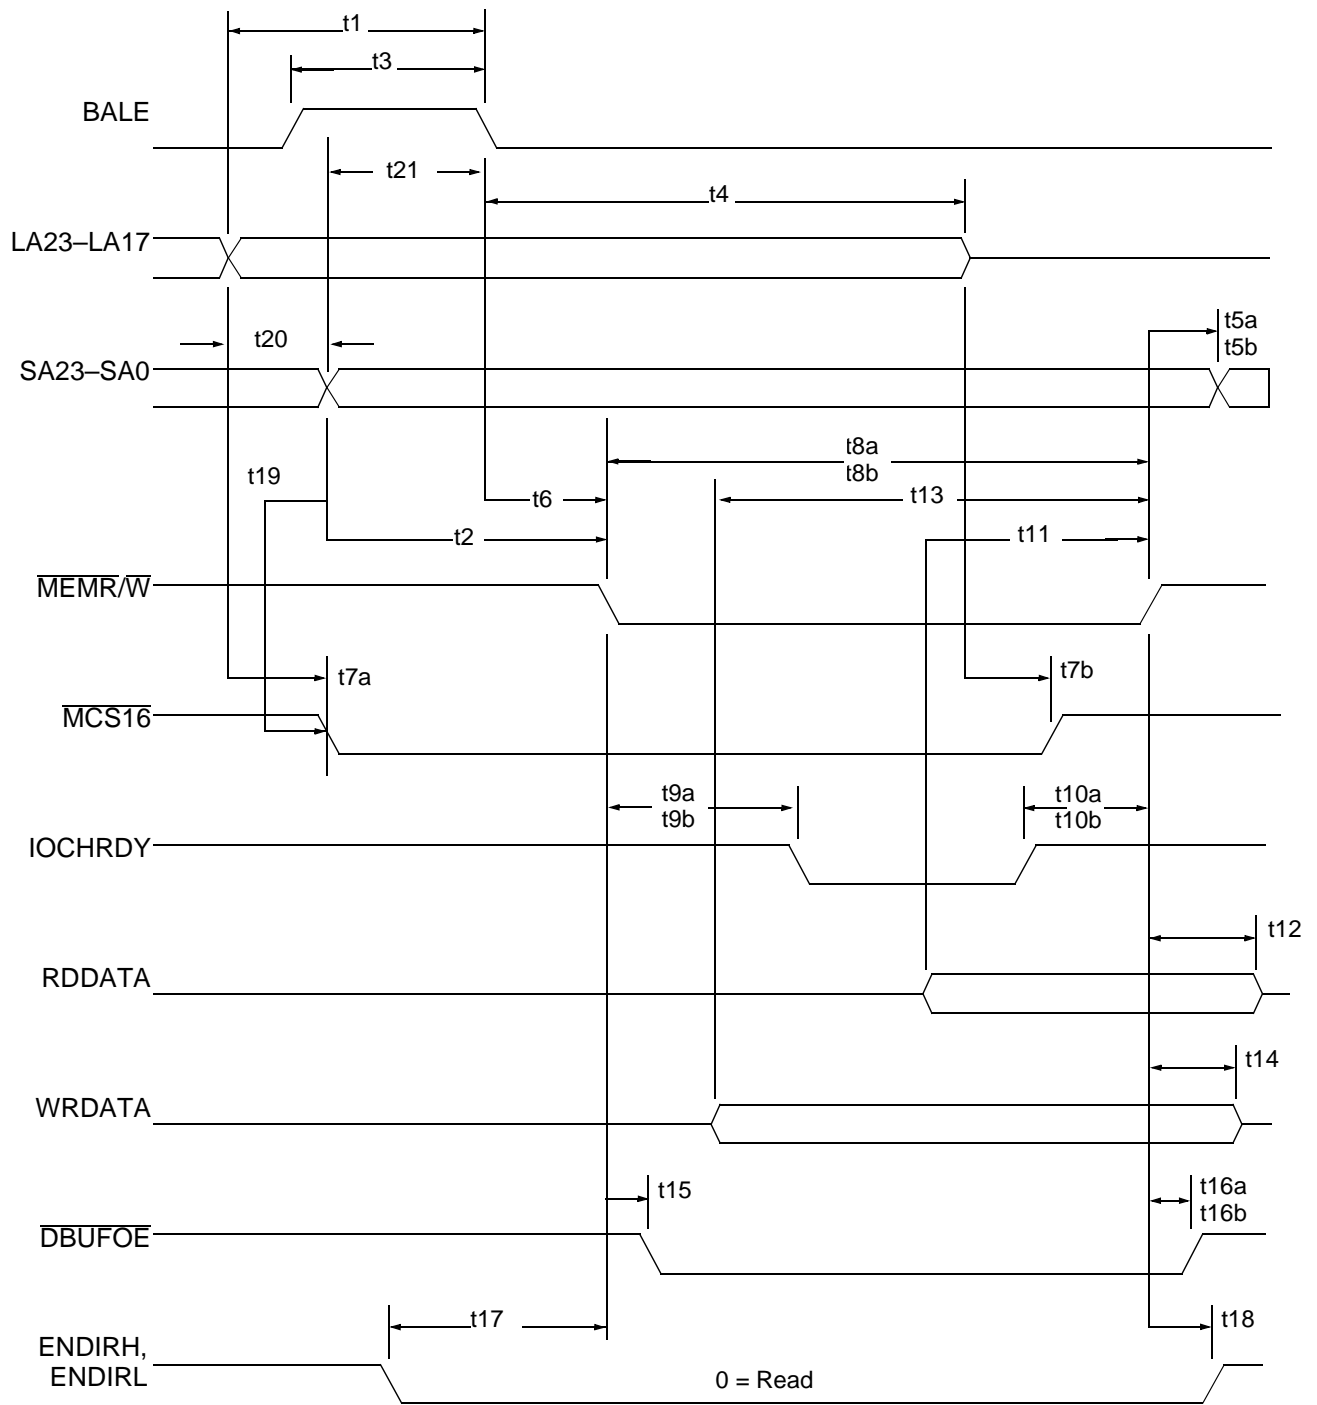 t1
t3
BALE
t21
t4
LA23–LA17
t5a
t5b
t20
SA23–SA0
t8a
t8b
t19
t13
t6
t2
t11
MEMR/W
t7a
t7b
MCS16
t9a
t9b
t10a
t10b
IOCHRDY
t12
RDDATA
t14
WRDATA
t15
t16a
t16b
DBUFOE
t17
t18
ENDIRH,
ENDIRL
0 = Read